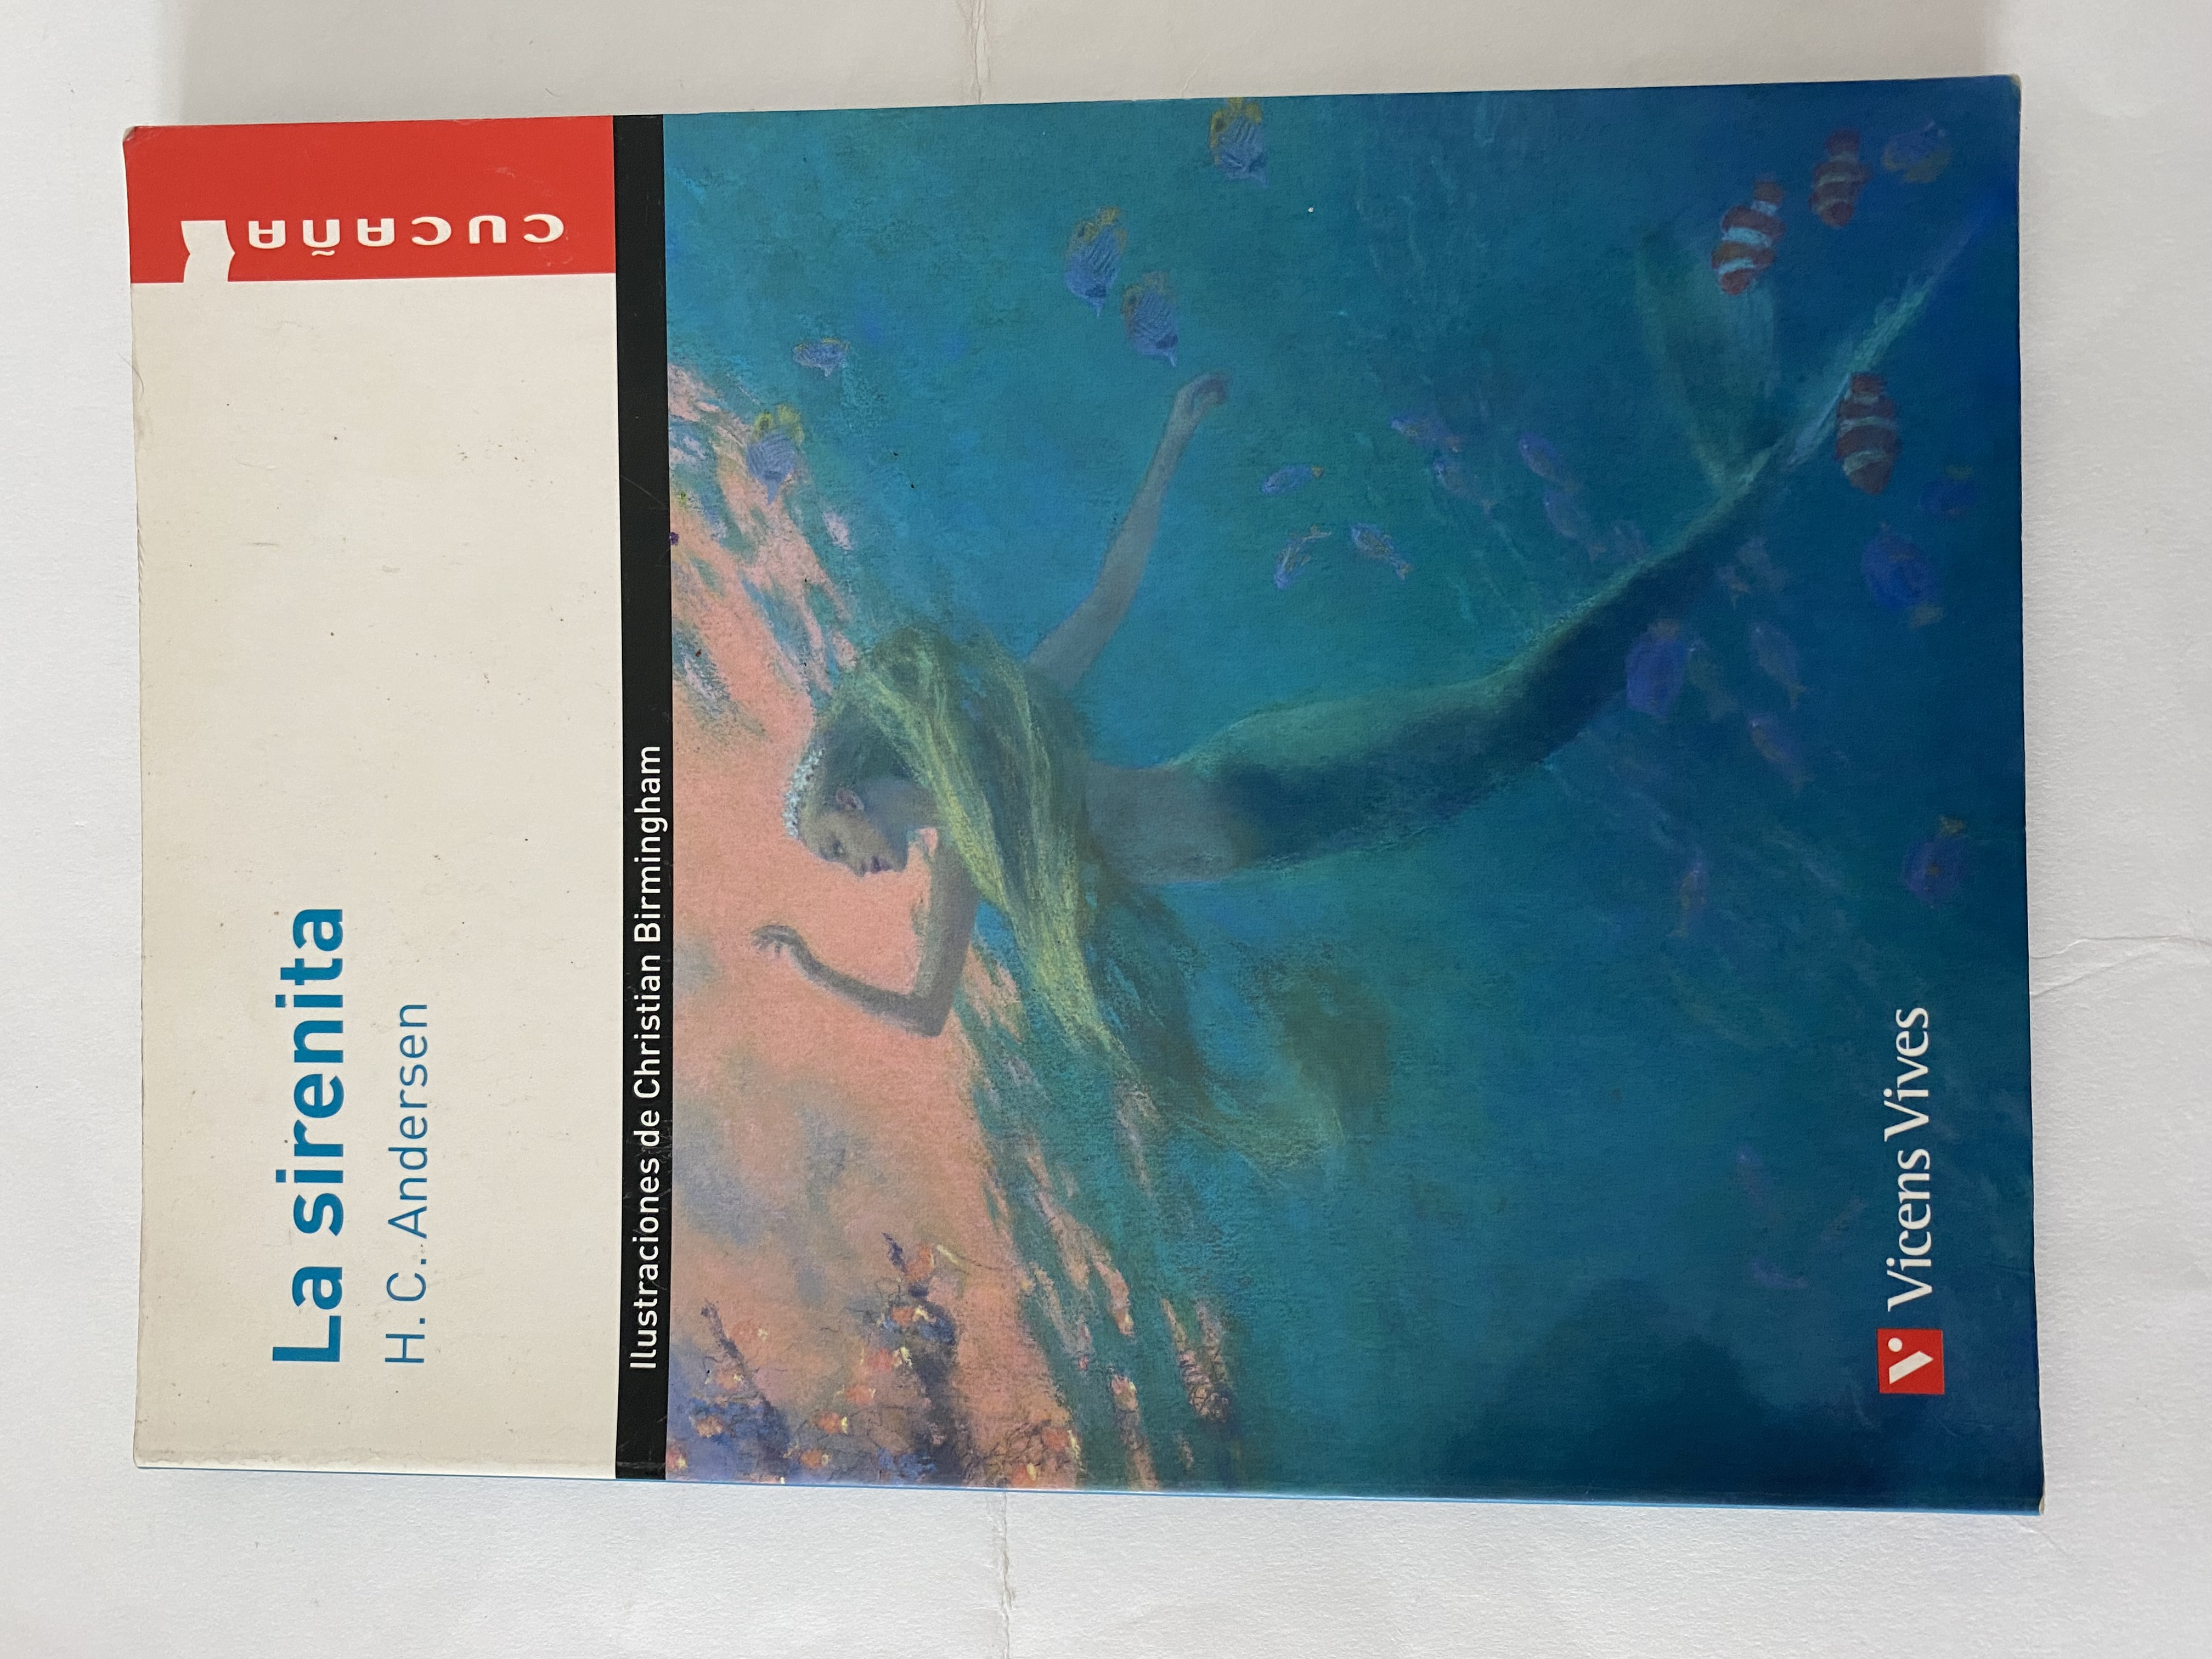 La sirenita
H. C. Andersen
CUCAÑA
Ilustraciones de Christian Birmingham
Vicens Vives